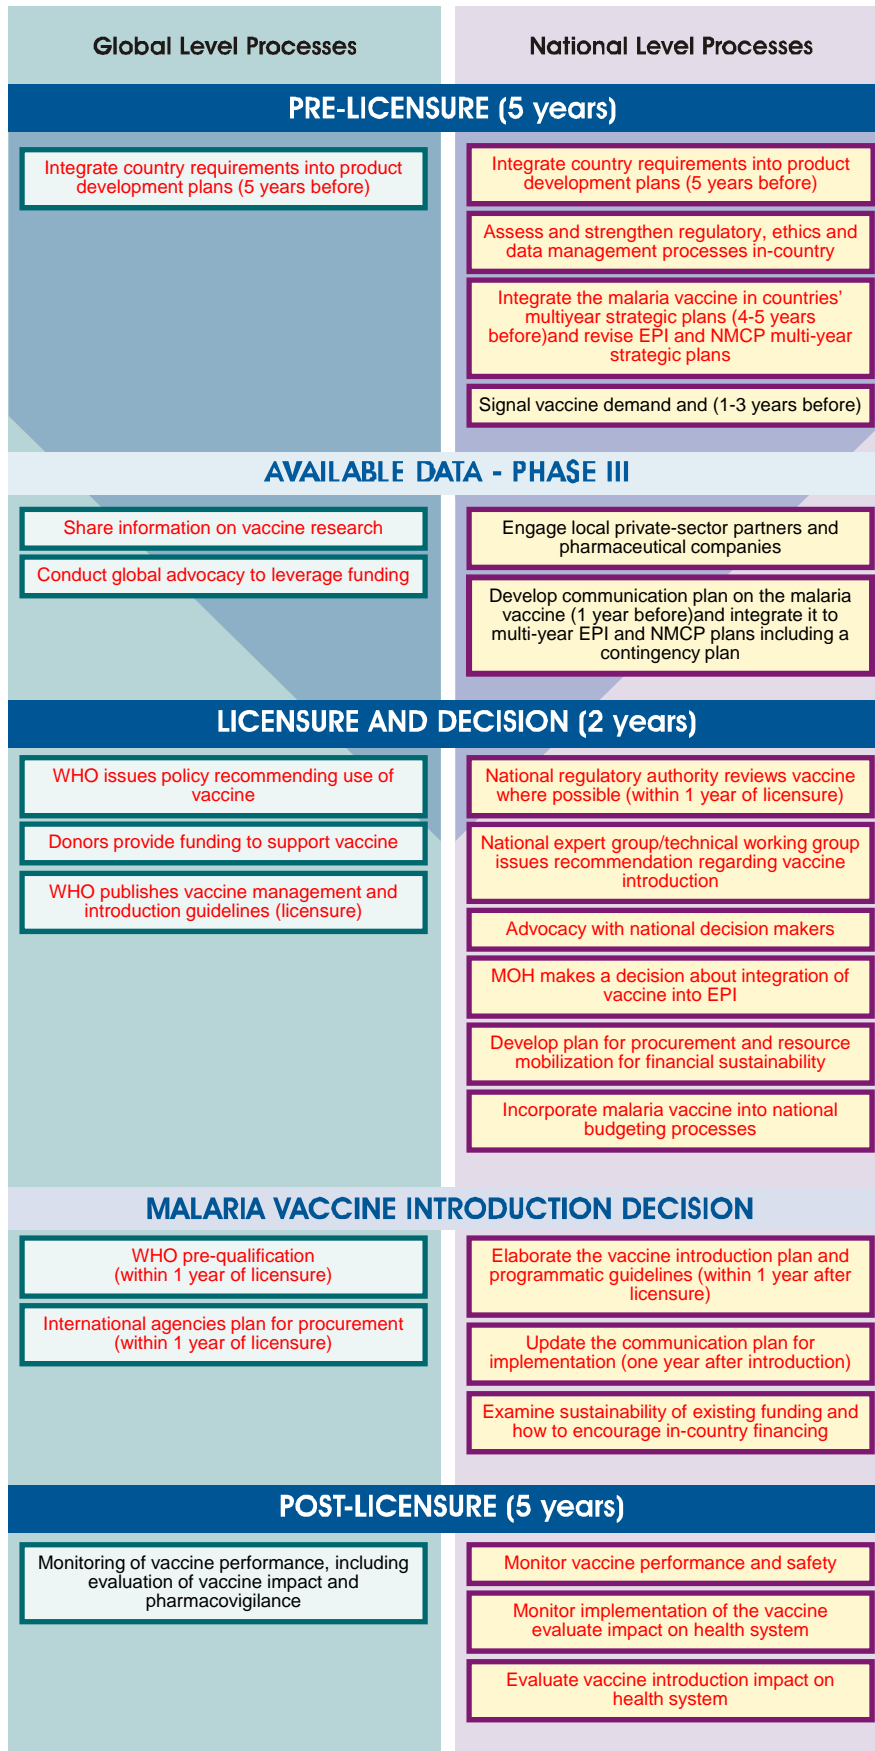 Global Level Processes
National Level Processes
PRE-LICENSURE (5 years)
Integrate country requirements into product
development plans (5 years before)
Integrate country requirements into product
development plans (5 years before)
Assess and strengthen regulatory, ethics and
data management processes in-country
Integrate the malaria vaccine in countries'
multiyear strategic plans (4-5 years
before)and revise EPI and NMCP multi-year
strategic plans
Signal vaccine demand and (1-3 years before)
AVAILABLE DATA - PHASE III
Share information on vaccine research
Conduct global advocacy to leverage funding
Engage local private-sector partners and
pharmaceutical companies
Develop communication plan on the malaria
vaccine (1 year before)and integrate it to
multi-year EPI and NMCP plans including a
contingency plan
LICENSURE AND DECISION (2 years)
WHO issues policy recommending use of
vaccine
Donors provide funding to support vaccine
WHO publishes vaccine management and
introduction guidelines (licensure)
National regulatory authority reviews vaccine
where possible (within 1 year of licensure)
National expert group/technical working group
issues recommendation regarding vaccine
introduction
Advocacy with national decision makers
MOH makes a decision about integration of
vaccine into EPI
Develop plan for procurement and resource
mobilization for financial sustainability
Incorporate malaria vaccine into national
budgeting processes
MALARIA VACCINE INTRODUCTION DECISION
WHO pre-qualification
(within 1 year of licensure)
International agencies plan for procurement
(within 1 year of licensure)
Elaborate the vaccine introduction plan and
programmatic guidelines (within 1 year after
licensure)
Update the communication plan for
implementation (one year after introduction)
Examine sustainability of existing funding and
how to encourage in-country financing
POST-LICENSURE (5 years)
Monitoring of vaccine performance, including
evaluation of vaccine impact and
pharmacovigilance
Monitor vaccine performance and safety
Monitor implementation of the vaccine
evaluate impact on health system
Evaluate vaccine introduction impact on
health system